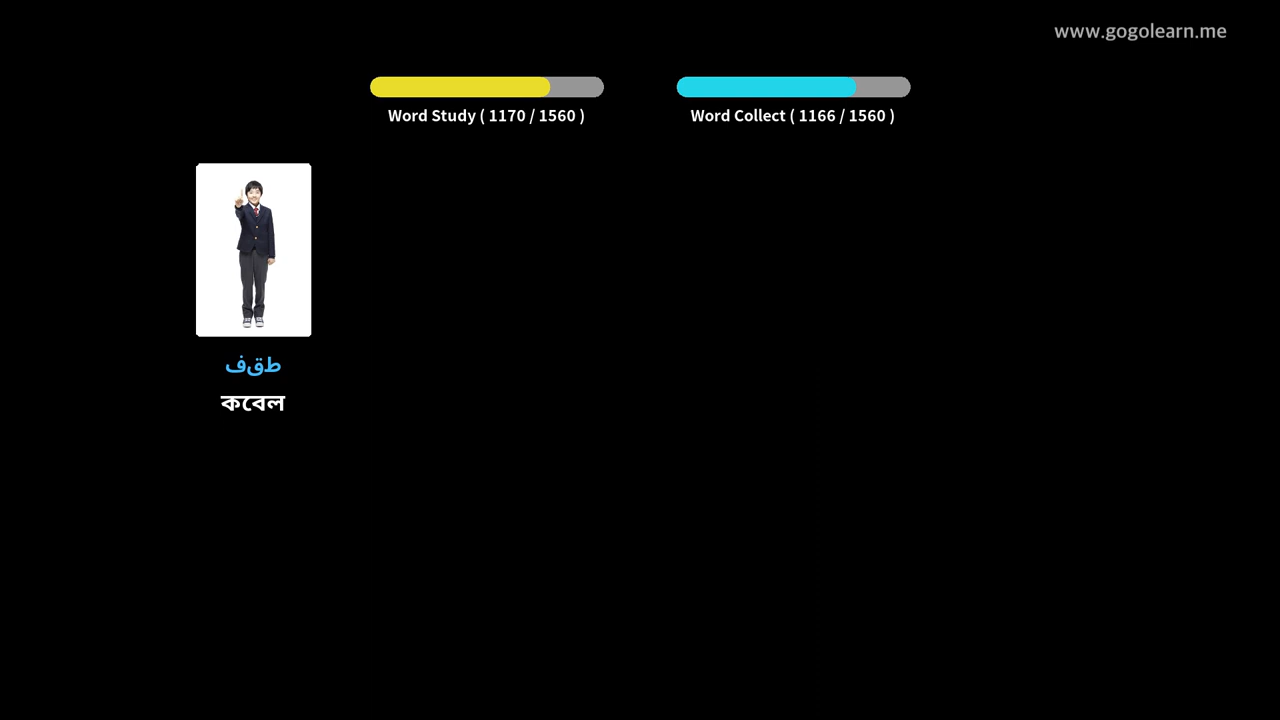 www.gogolearn.me
Word Study ( 1170 / 1560 )
Word Collect ( 1166 / 1560 )
طقف
কবেল